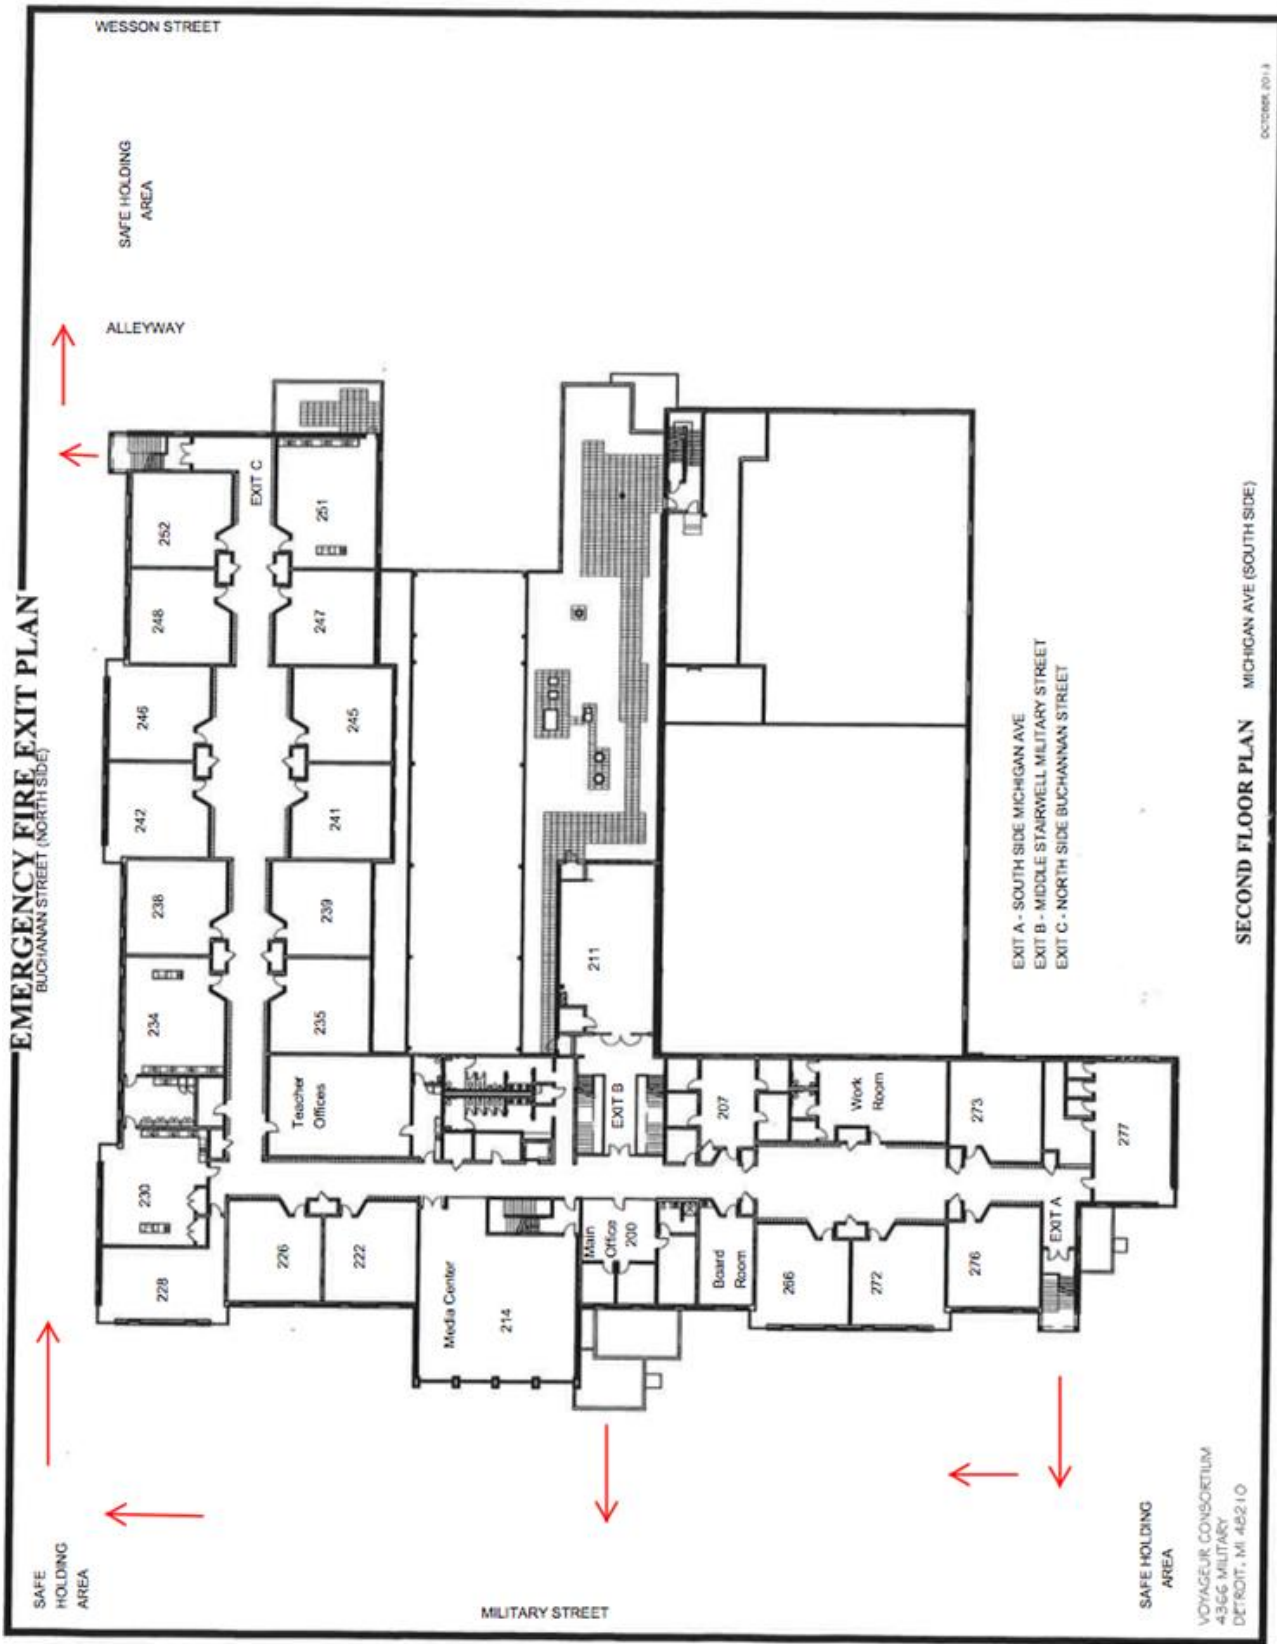 EMERGENCY FIRE EXIT PLAN
BUCHANAN STREET (NORTH SIDE)
WESSON STREET
SAFE HOLDING
AREA
ALLEYWAY
SAFE
HOLDING
AREA
228
230
234
238
242
246
248
252
EXIT C
226
222
Teacher
Offices
235
239
241
245
247
251
Media Center
214
Main
Office
200
EXIT B
211
Board
Room
207
266
272
Work
Room
276
273
EXIT A
277
MILITARY STREET
EXIT A - SOUTH SIDE MICHIGAN AVE
EXIT B - MIDDLE STAIRWELL MILITARY STREET
EXIT C - NORTH SIDE BUCHANNAN STREET
SAFE HOLDING
AREA
VOYAGEUR CONSORTIUM
4366 MILITARY
DETROIT, MI 48210
SECOND FLOOR PLAN
MICHIGAN AVE (SOUTH SIDE)
OCTOBER 2013